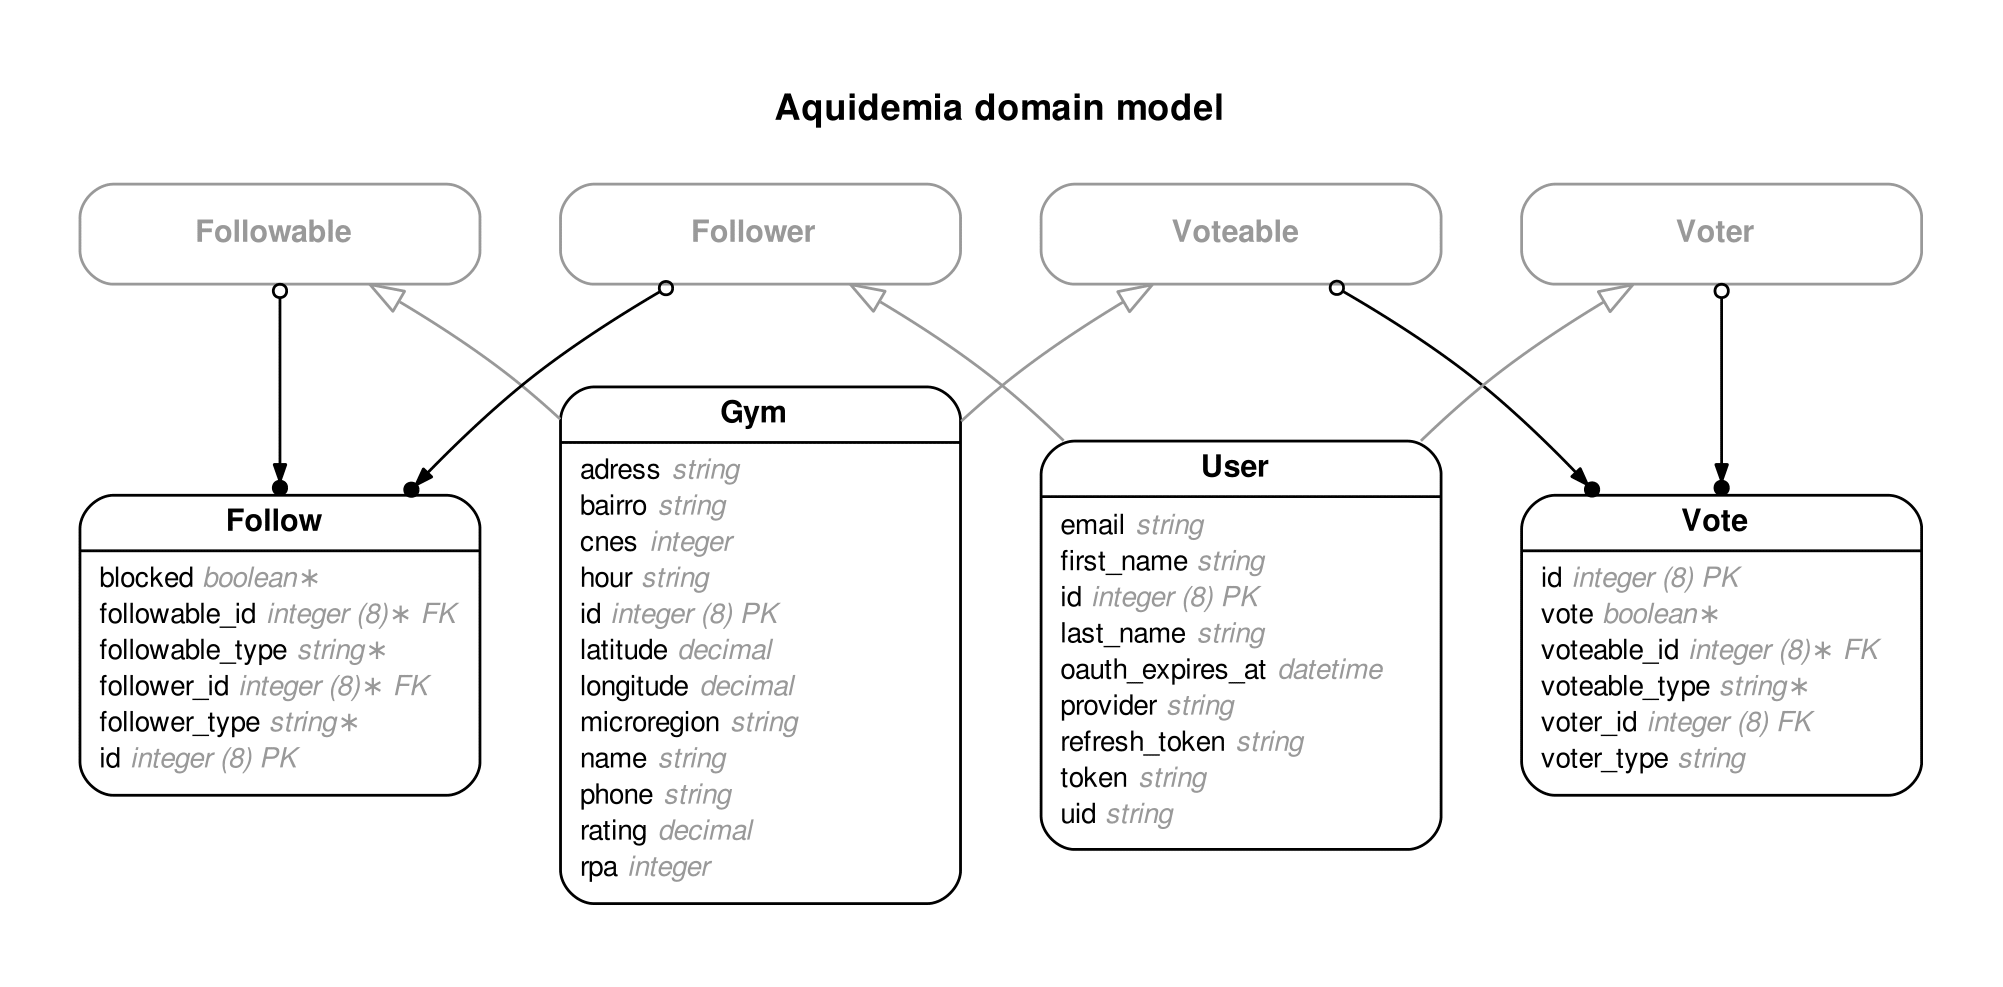 Aquidemia domain model
Followable
Follower
Voteable
Voter
Follow
blocked boolean∗
followable_id integer (8)∗ FK
followable_type string∗
follower_id integer (8)∗ FK
follower_type string∗
id integer (8) PK
Gym
adress string
bairro string
cnes integer
hour string
id integer (8) PK
latitude decimal
longitude decimal
microregion string
name string
phone string
rating decimal
rpa integer
User
email string
first_name string
id integer (8) PK
last_name string
oauth_expires_at datetime
provider string
refresh_token string
token string
uid string
Vote
id integer (8) PK
vote boolean∗
voteable_id integer (8)∗ FK
voteable_type string∗
voter_id integer (8) FK
voter_type string